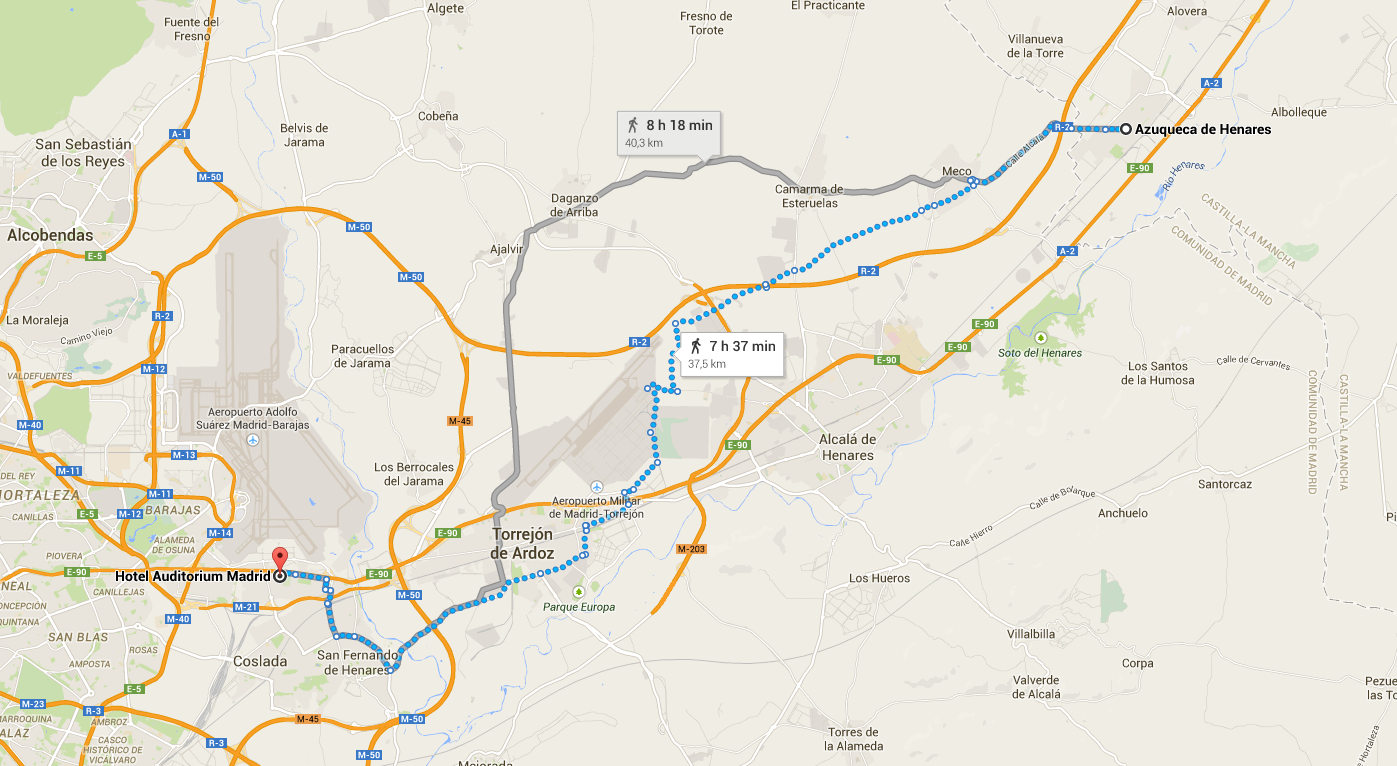 Algete
Fresno de
Torote
El Practicante
Alovera
Fuente del
Fresno
Villanueva
de la Torre
A-2
Cobeña
Albolleque
8 h 18 min
40,3 km
Belvis de
Jarama
A-1
R-2
Azuqueca de Henares
San Sebastián
de los Reyes
Calle Alcalá
E-90
Meco
M-50
Río Henares
Camarma de
Esteruelas
Daganzo
de Arriba
CASTILLA-LA MANCHA
COMUNIDAD DE MADRID
Alcobendas
M-50
E-5
Ajalvir
A-2
M-50
R-2
La Moraleja
R-2
Camino Viejo
E-90
R-2
7 h 37 min
37,5 km
E-90
Soto del Henares
Paracuellos
de Jarama
E-90
Calle de Cervantes
Los Santos
de la Humosa
M-12
VALDEFUENTES
COMUNIDAD DE MADRID
CASTILLA-LA MANCHA
Aeropuerto Adolfo
Suárez Madrid-Barajas
M-45
M-40
Alcalá de
Henares
E-90
M-13
M-11
DEL REY
Los Berrocales
del Jarama
Santorcaz
HORTALEZA
M-11
Aeropuerto Militar
de Madrid-Torrejón
Calle de Bolarque
BARAJAS
E-5
M-12
CANILLAS
Anchuelo
M-14
E-90
Calle Hierro
Torrejón
de Ardoz
ALAMEDA
DE OSUNA
M-203
PIOVERA
E-90
Hotel Auditorium Madrid
E-90
Los Hueros
NEAL
CANILLEJAS
M-50
Parque Europa
CONCEPCIÓN
M-21
M-40
QUINTANA
Villalbilla
SAN BLAS
ROSAS
San Fernando
de Henares
Coslada
AMPOSTA
Corpa
Valverde
de Alcalá
E-5
M-23
R-3
M-45
M-50
AMBROZ
R-3
CASCO
HISTÓRICO DE
VICÁLVARO
M-50
Torres de
la Alameda
Mejorada